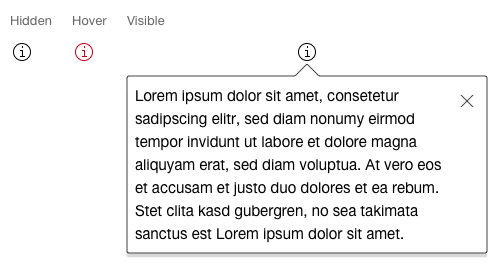 Hidden Hover Visible
i i i
Lorem ipsum dolor sit amet, consetetur
sadipscing elitr, sed diam nonumy eirmod
tempor invidunt ut labore et dolore magna
aliquyam erat, sed diam voluptua. At vero eos
et accusam et justo duo dolores et ea rebum.
Stet clita kasd gubergren, no sea takimata
sanctus est Lorem ipsum dolor sit amet.